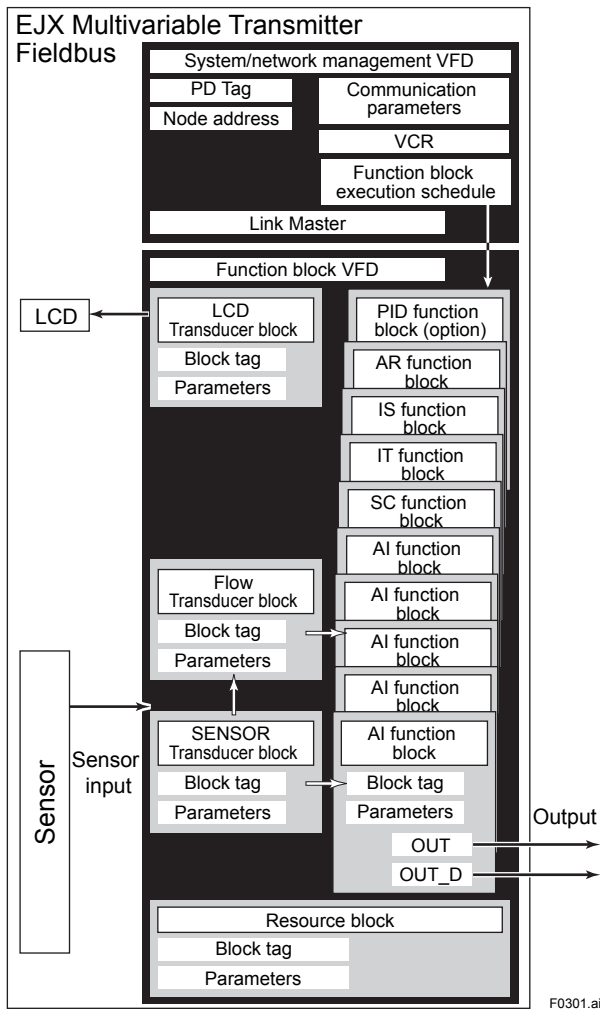 EJX Multivariable Transmitter
Fieldbus
System/network management VFD
PD Tag
Node address
Communication
parameters
VCR
Function block
execution schedule
Link Master
Function block VFD
LCD
LCD
Transducer block
Block tag
Parameters
PID function
block (option)
AR function
block
IS function
block
IT function
block
SC function
block
AI function
block
AI function
block
AI function
block
AI function
block
Flow
Transducer block
Block tag
Parameters
Sensor
Sensor
input
SENSOR
Transducer block
Block tag
Parameters
AI function
block
Block tag
Parameters
OUT
OUT_D
Output
Resource block
Block tag
Parameters
F0301.ai